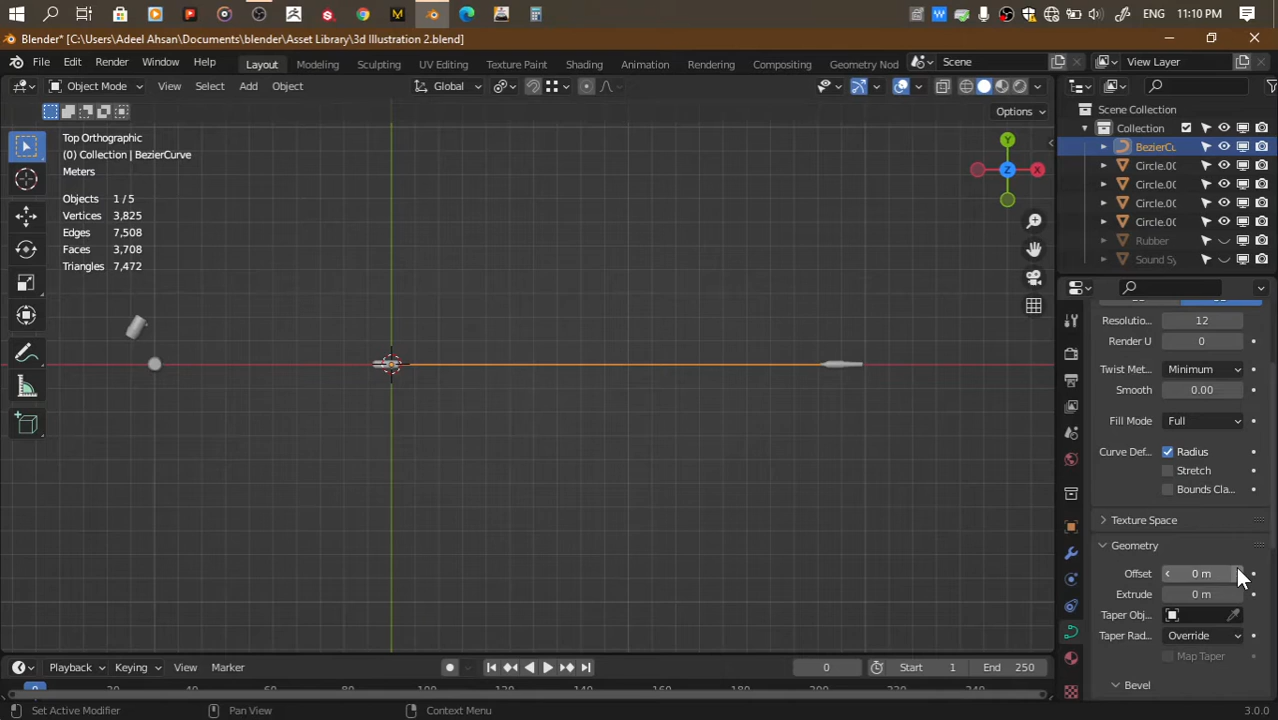 ENG 11:10 PM
Blender* [C:\Users\Adeel Ahsan\Documents\blender\Asset Library\3d Illustration 2.blend]
File Edit Render Window Help Layout Modeling Sculpting UV Editing Texture Paint Shading Animation Rendering Compositing Geometry Nod Scene View Layer
Object Mode View Select Add Object Global
Options
Scene Collection
Collection
Top Orthographic
(0) Collection | BezierCurve
BezierCu
Meters
Circle.00
Objects 1 / 5
Circle.00
Vertices 3,825
Circle.00
Edges 7,508
Circle.00
Faces 3,708
Rubber
Triangles 7,472
Sound Sy
Y
X
Z
Resolutio... 12
Render U 0
Twist Met... Minimum
Smooth 0.00
Fill Mode Full
Curve Def... Radius
Stretch
Bounds Cla...
Texture Space
Geometry
Offset 0 m
Extrude 0 m
Taper Obj...
Taper Rad... Override
Map Taper
Bevel
Playback Keying View Marker 0 Start 1 End 250
0 20
Set Active Modifier Pan View Context Menu 3.0.0